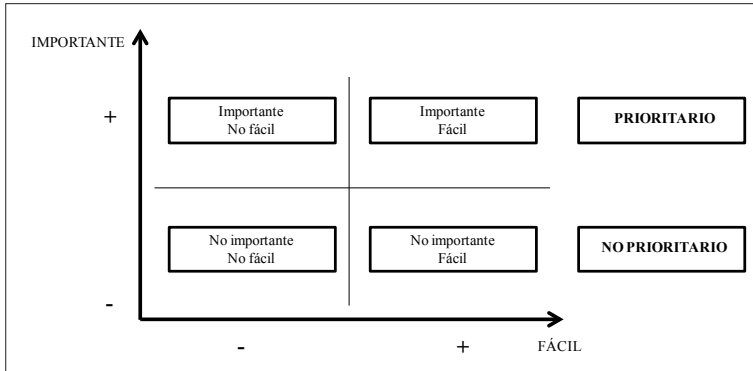 IMPORTANTE
+
Importante
No fácil
Importante
Fácil
PRIORITARIO
No importante
No fácil
No importante
Fácil
NO PRIORITARIO
-
-
+
FÁCIL